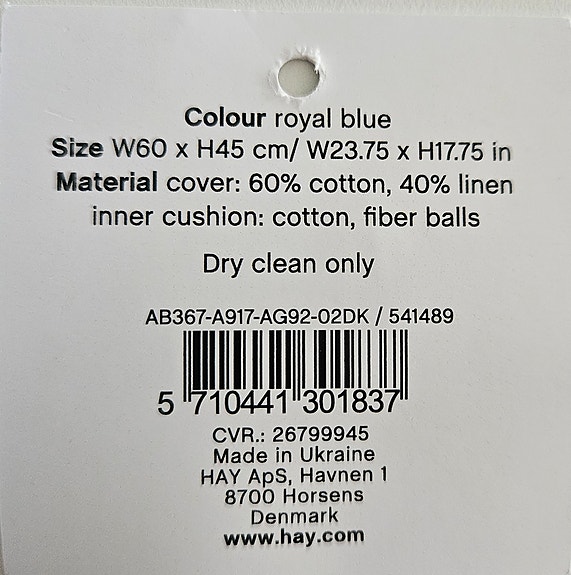 Colour royal blue
Size W60 x H45 cm/ W23.75 x H17.75 in
Material cover: 60% cotton, 40% linen
inner cushion: cotton, fiber balls
Dry clean only
AB367-A917-AG92-02DK / 541489
5 710441 301837
CVR.: 26799945
Made in Ukraine
HAY ApS, Havnen 1
8700 Horsens
Denmark
www.hay.com